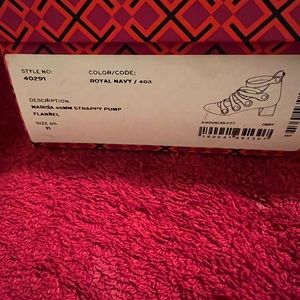 STYLE NO:
40291
COLOR/CODE:
ROYAL NAVY / 403
DESCRIPTION:
MARISA 40MM STRAPPY PUMP
FLANNEL
SIZE US
11